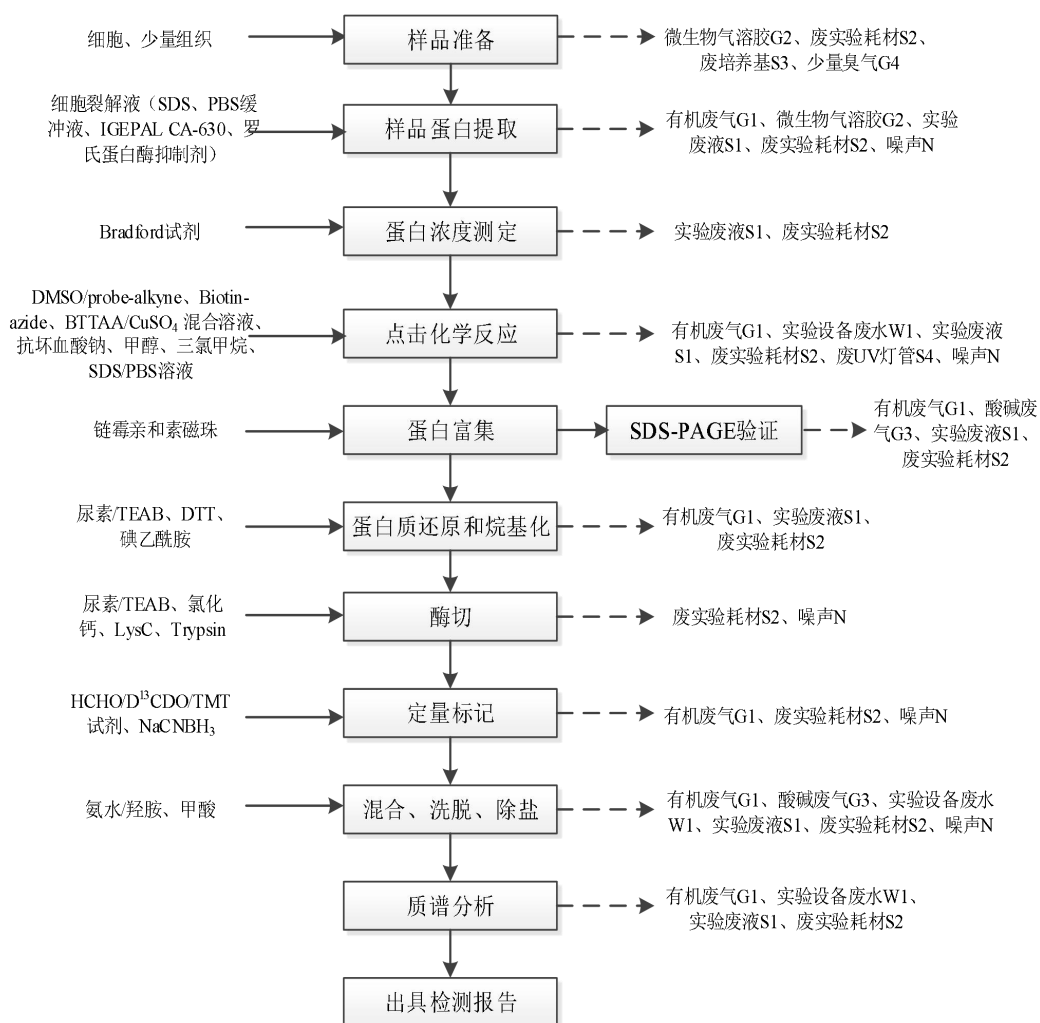 细胞、少量组织
样品准备
微生物气溶胶G2、废实验耗材S2、
废培养基S3、少量臭气G4
细胞裂解液（SDS、PBS缓
冲液、IGEPAL CA-630、罗
氏蛋白酶抑制剂）
样品蛋白提取
有机废气G1、微生物气溶胶G2、实验
废液S1、废实验耗材S2、噪声N
Bradford试剂
蛋白浓度测定
实验废液S1、废实验耗材S2
DMSO/probe-alkyne、Biotin-
azide、BTTAA/CuSO₄ 混合溶液、
抗坏血酸钠、甲醇、三氯甲烷、
SDS/PBS溶液
点击化学反应
有机废气G1、实验设备废水W1、实验废液
S1、废实验耗材S2、废UV灯管S4、噪声N
链霉亲和素磁珠
蛋白富集
SDS-PAGE验证
有机废气G1、酸碱废
气G3、实验废液S1、
废实验耗材S2
尿素/TEAB、DTT、
碘乙酰胺
蛋白质还原和烷基化
有机废气G1、实验废液S1、
废实验耗材S2
尿素/TEAB、氯化
钙、LysC、Trypsin
酶切
废实验耗材S2、噪声N
HCHO/D¹³CDO/TMT
试剂、NaCNBH₃
定量标记
有机废气G1、废实验耗材S2、噪声N
氨水/羟胺、甲酸
混合、洗脱、除盐
有机废气G1、酸碱废气G3、实验设备废水
W1、实验废液S1、废实验耗材S2、噪声N
质谱分析
有机废气G1、实验设备废水W1、
实验废液S1、废实验耗材S2
出具检测报告